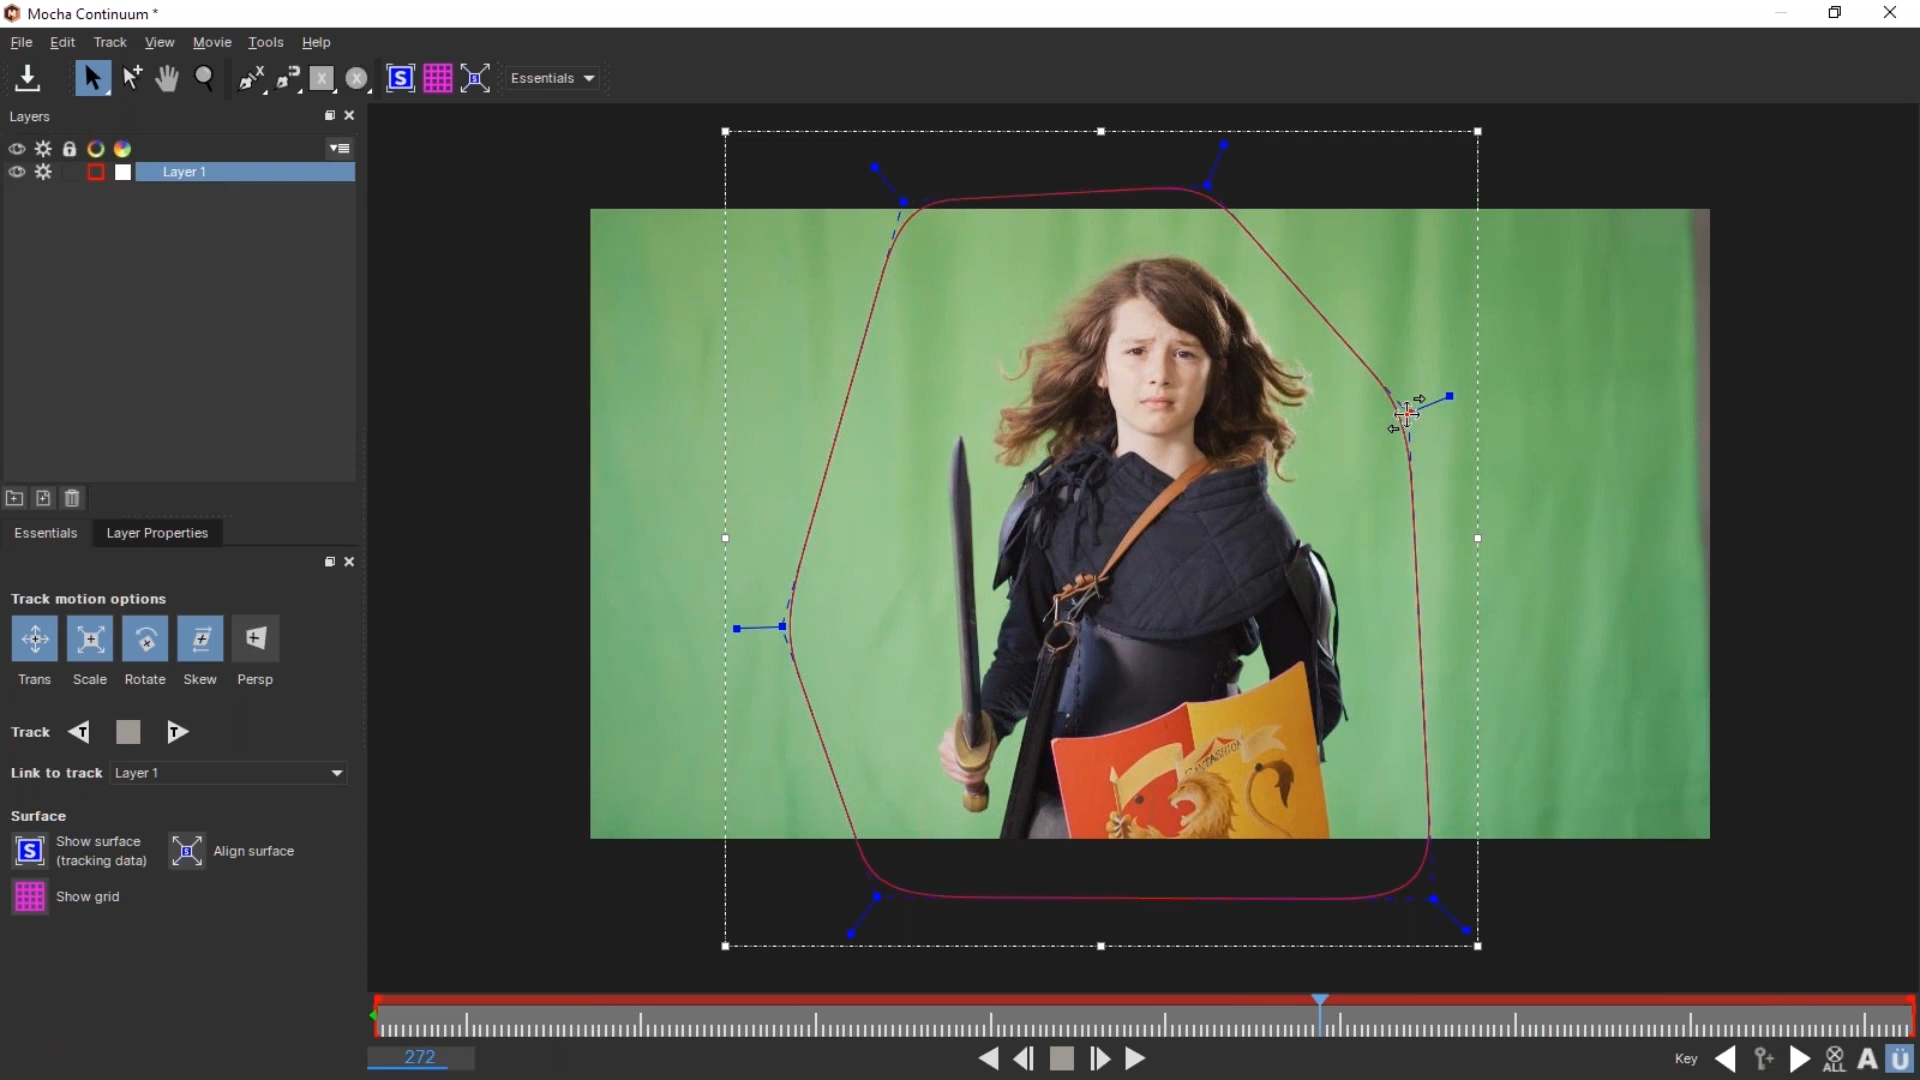 Mocha Continuum *
File Edit Track View Movie Tools Help
Essentials
Layers
Layer 1
Essentials Layer Properties
Track motion options
Trans Scale Rotate Skew Persp
Track
Link to track Layer 1
Surface
Show surface
(tracking data)
Align surface
Show grid
FANTASHION
272
Key
ALL
A
Ü